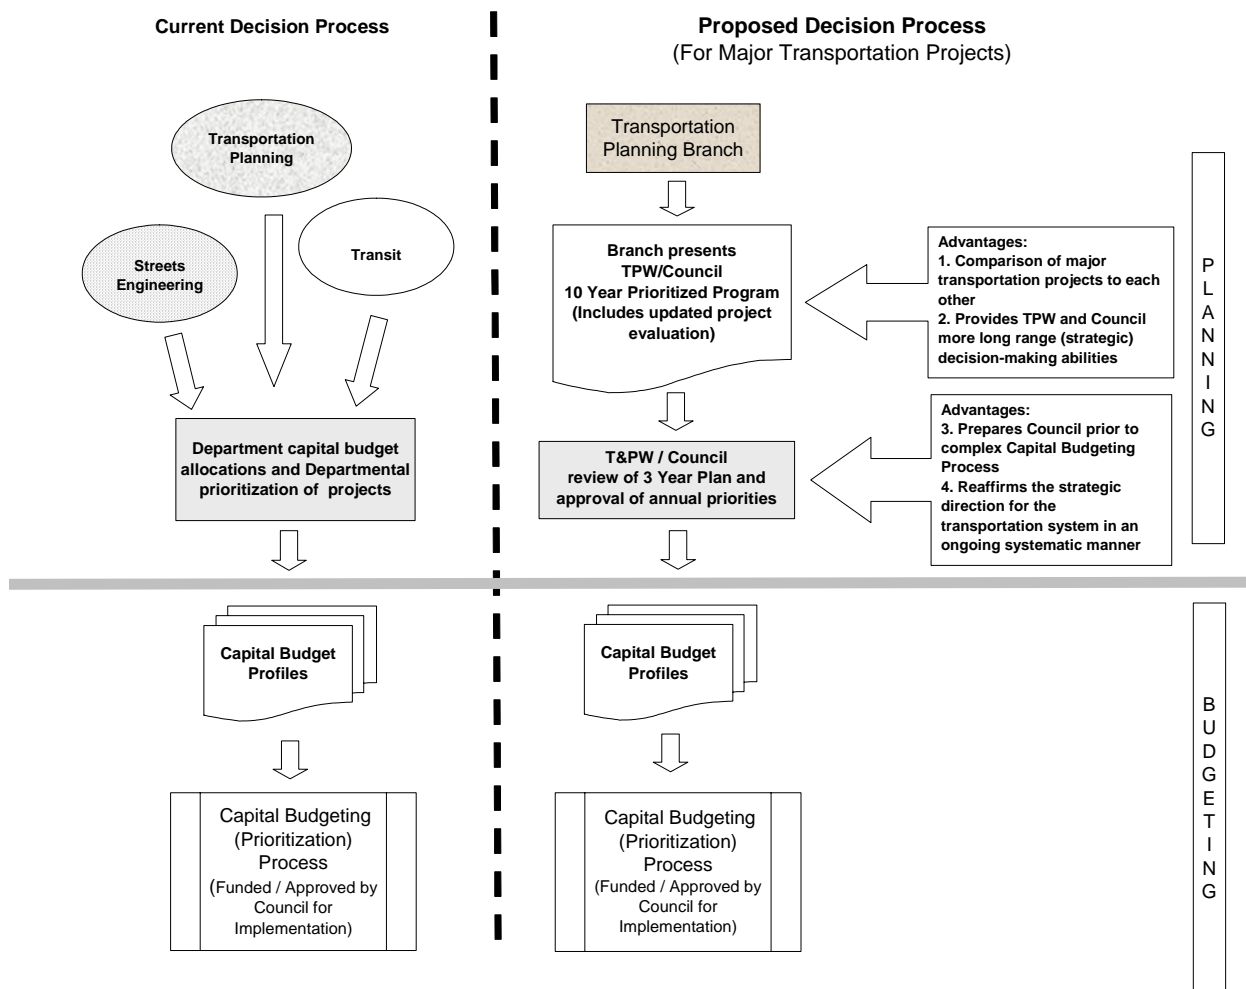 Current Decision Process
Proposed Decision Process
(For Major Transportation Projects)
Transportation
Planning
Streets
Engineering
Transit
Department capital budget
allocations and Departmental
prioritization of projects
Capital Budget
Profiles
Capital Budgeting
(Prioritization)
Process
(Funded / Approved by
Council for
Implementation)
Transportation
Planning Branch
Branch presents
TPW/Council
10 Year Prioritized Program
(Includes updated project
evaluation)
Advantages:
1. Comparison of major
transportation projects to each
other
2. Provides TPW and Council
more long range (strategic)
decision-making abilities
T&PW / Council
review of 3 Year Plan and
approval of annual priorities
Advantages:
3. Prepares Council prior to
complex Capital Budgeting
Process
4. Reaffirms the strategic
direction for the
transportation system in an
ongoing systematic manner
Capital Budget
Profiles
Capital Budgeting
(Prioritization)
Process
(Funded / Approved by
Council for
Implementation)
PLANNING
BUDGETING